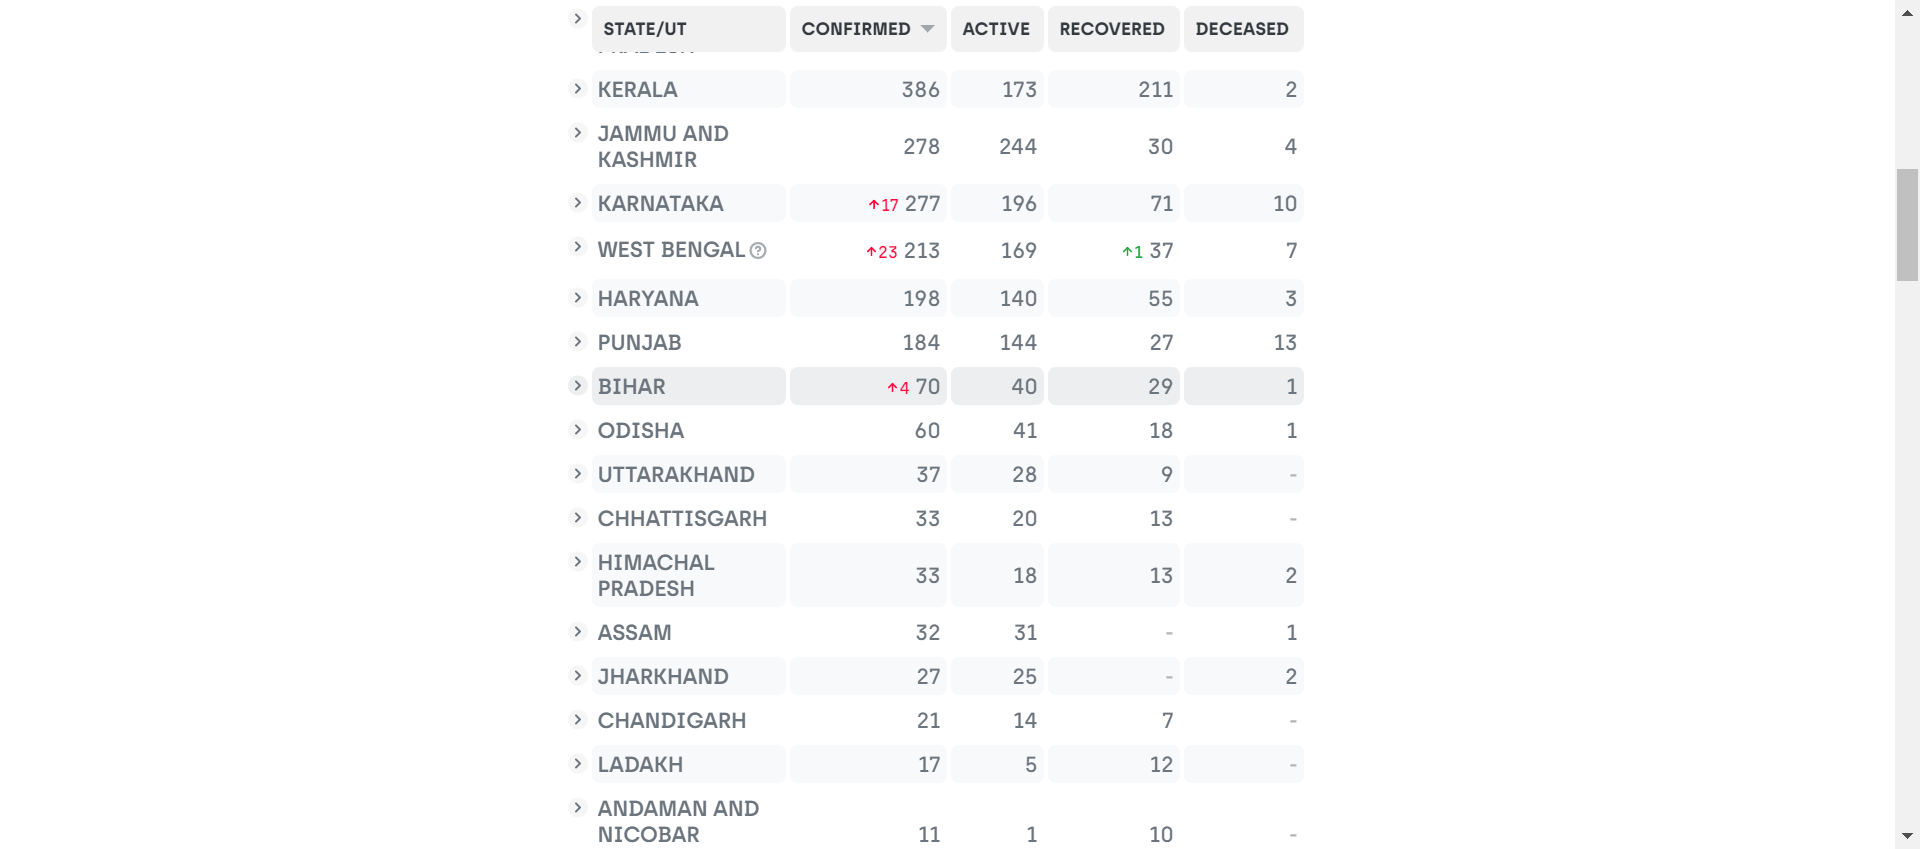 STATE/UT CONFIRMED ACTIVE RECOVERED DECEASED
KERALA 386 173 211 2
JAMMU AND
KASHMIR 278 244 30 4
KARNATAKA ↑17 277 196 71 10
WEST BENGAL ? ↑23 213 169 ↑1 37 7
HARYANA 198 140 55 3
PUNJAB 184 144 27 13
BIHAR ↑4 70 40 29 1
ODISHA 60 41 18 1
UTTARAKHAND 37 28 9 -
CHHATTISGARH 33 20 13 -
HIMACHAL
PRADESH 33 18 13 2
ASSAM 32 31 - 1
JHARKHAND 27 25 - 2
CHANDIGARH 21 14 7 -
LADAKH 17 5 12 -
ANDAMAN AND
NICOBAR 11 1 10 -